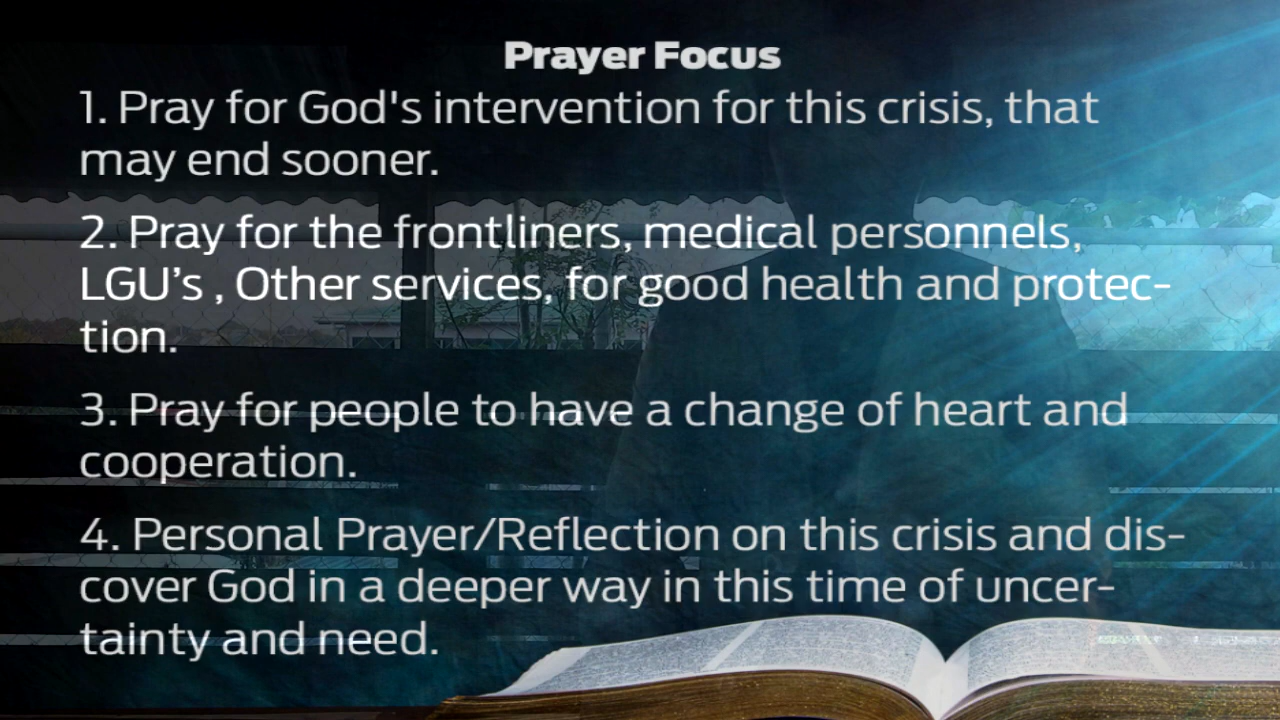 Prayer Focus
1. Pray for God's intervention for this crisis, that
may end sooner.
2. Pray for the frontliners, medical personnels,
LGU’s , Other services, for good health and protec-
tion.
3. Pray for people to have a change of heart and
cooperation.
4. Personal Prayer/Reflection on this crisis and dis-
cover God in a deeper way in this time of uncer-
tainty and need.